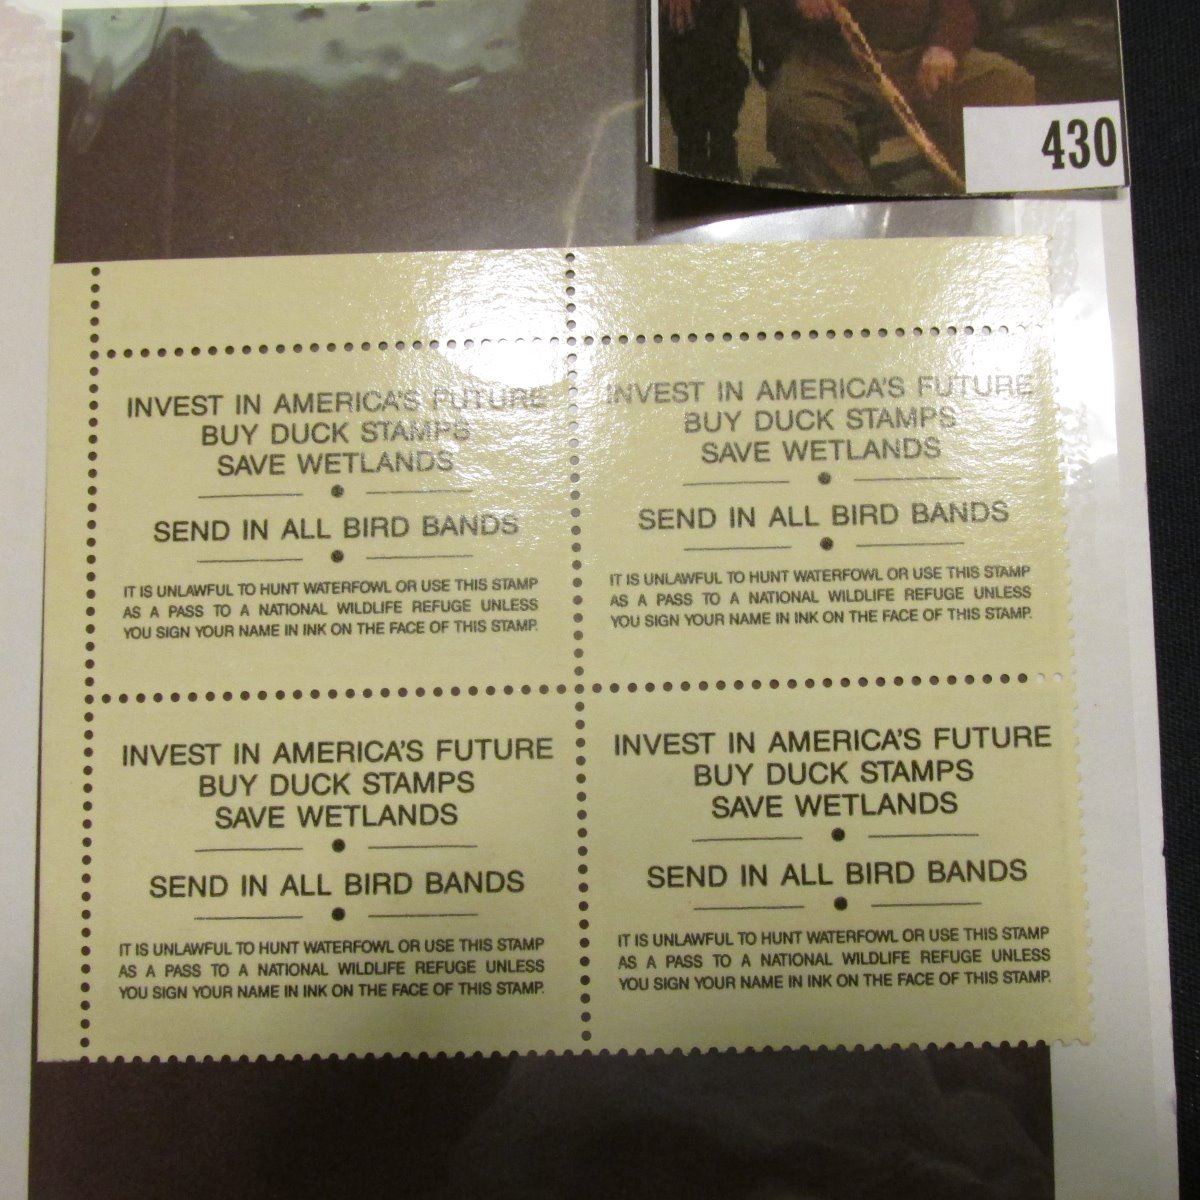 430
INVEST IN AMERICA'S FUTURE
BUY DUCK STAMPS
SAVE WETLANDS
SEND IN ALL BIRD BANDS
IT IS UNLAWFUL TO HUNT WATERFOWL OR USE THIS STAMP
AS A PASS TO A NATIONAL WILDLIFE REFUGE UNLESS
YOU SIGN YOUR NAME IN INK ON THE FACE OF THIS STAMP.
INVEST IN AMERICA'S FUTURE
BUY DUCK STAMPS
SAVE WETLANDS
SEND IN ALL BIRD BANDS
IT IS UNLAWFUL TO HUNT WATERFOWL OR USE THIS STAMP
AS A PASS TO A NATIONAL WILDLIFE REFUGE UNLESS
YOU SIGN YOUR NAME IN INK ON THE FACE OF THIS STAMP.
INVEST IN AMERICA'S FUTURE
BUY DUCK STAMPS
SAVE WETLANDS
SEND IN ALL BIRD BANDS
IT IS UNLAWFUL TO HUNT WATERFOWL OR USE THIS STAMP
AS A PASS TO A NATIONAL WILDLIFE REFUGE UNLESS
YOU SIGN YOUR NAME IN INK ON THE FACE OF THIS STAMP.
INVEST IN AMERICA'S FUTURE
BUY DUCK STAMPS
SAVE WETLANDS
SEND IN ALL BIRD BANDS
IT IS UNLAWFUL TO HUNT WATERFOWL OR USE THIS STAMP
AS A PASS TO A NATIONAL WILDLIFE REFUGE UNLESS
YOU SIGN YOUR NAME IN INK ON THE FACE OF THIS STAMP.